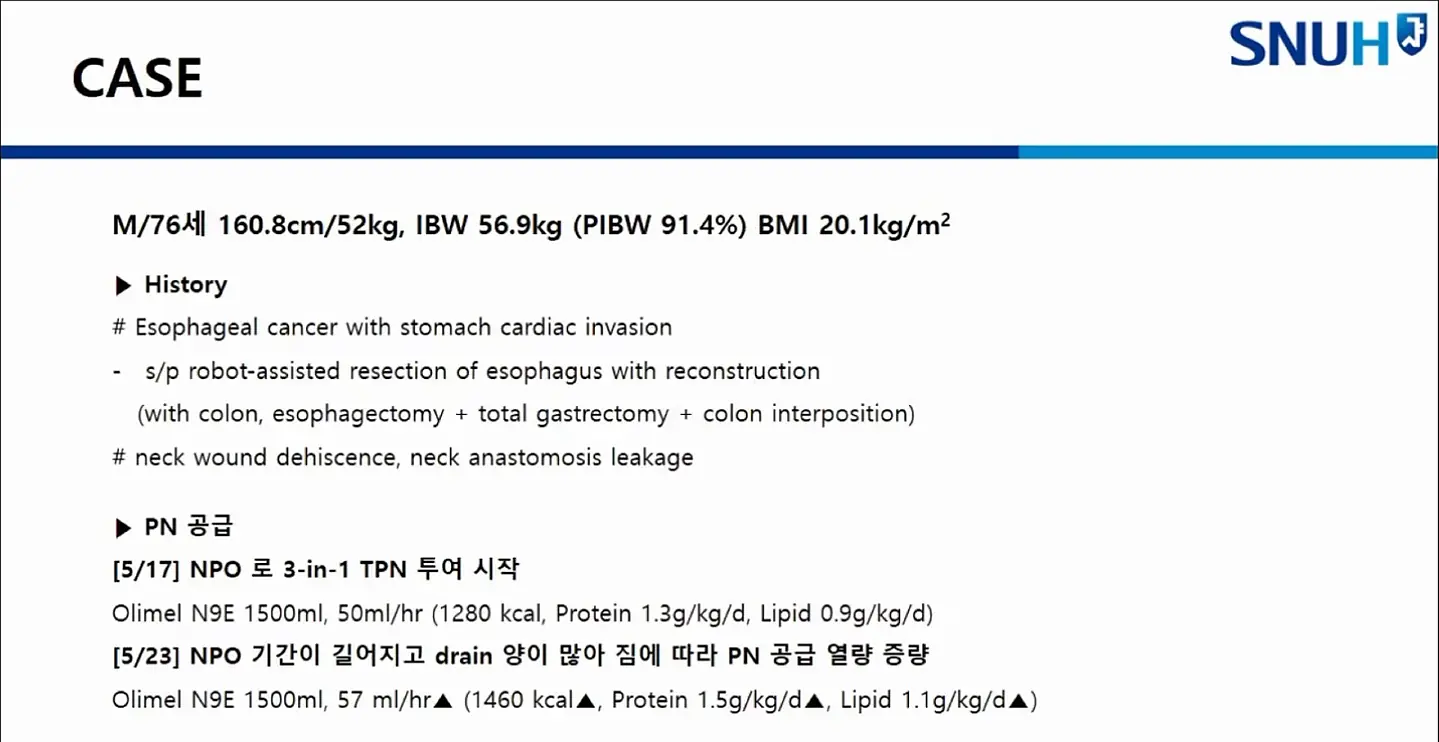 SNUH
CASE
M/76세 160.8cm/52kg, IBW 56.9kg (PIBW 91.4%) BMI 20.1kg/m²
▶ History
# Esophageal cancer with stomach cardiac invasion
- s/p robot-assisted resection of esophagus with reconstruction
(with colon, esophagectomy + total gastrectomy + colon interposition)
# neck wound dehiscence, neck anastomosis leakage
▶ PN 공급
[5/17] NPO 로 3-in-1 TPN 투여 시작
Olimel N9E 1500ml, 50ml/hr (1280 kcal, Protein 1.3g/kg/d, Lipid 0.9g/kg/d)
[5/23] NPO 기간이 길어지고 drain 양이 많아 짐에 따라 PN 공급 열량 증량
Olimel N9E 1500ml, 57 ml/hr▲ (1460 kcal▲, Protein 1.5g/kg/d▲, Lipid 1.1g/kg/d▲)